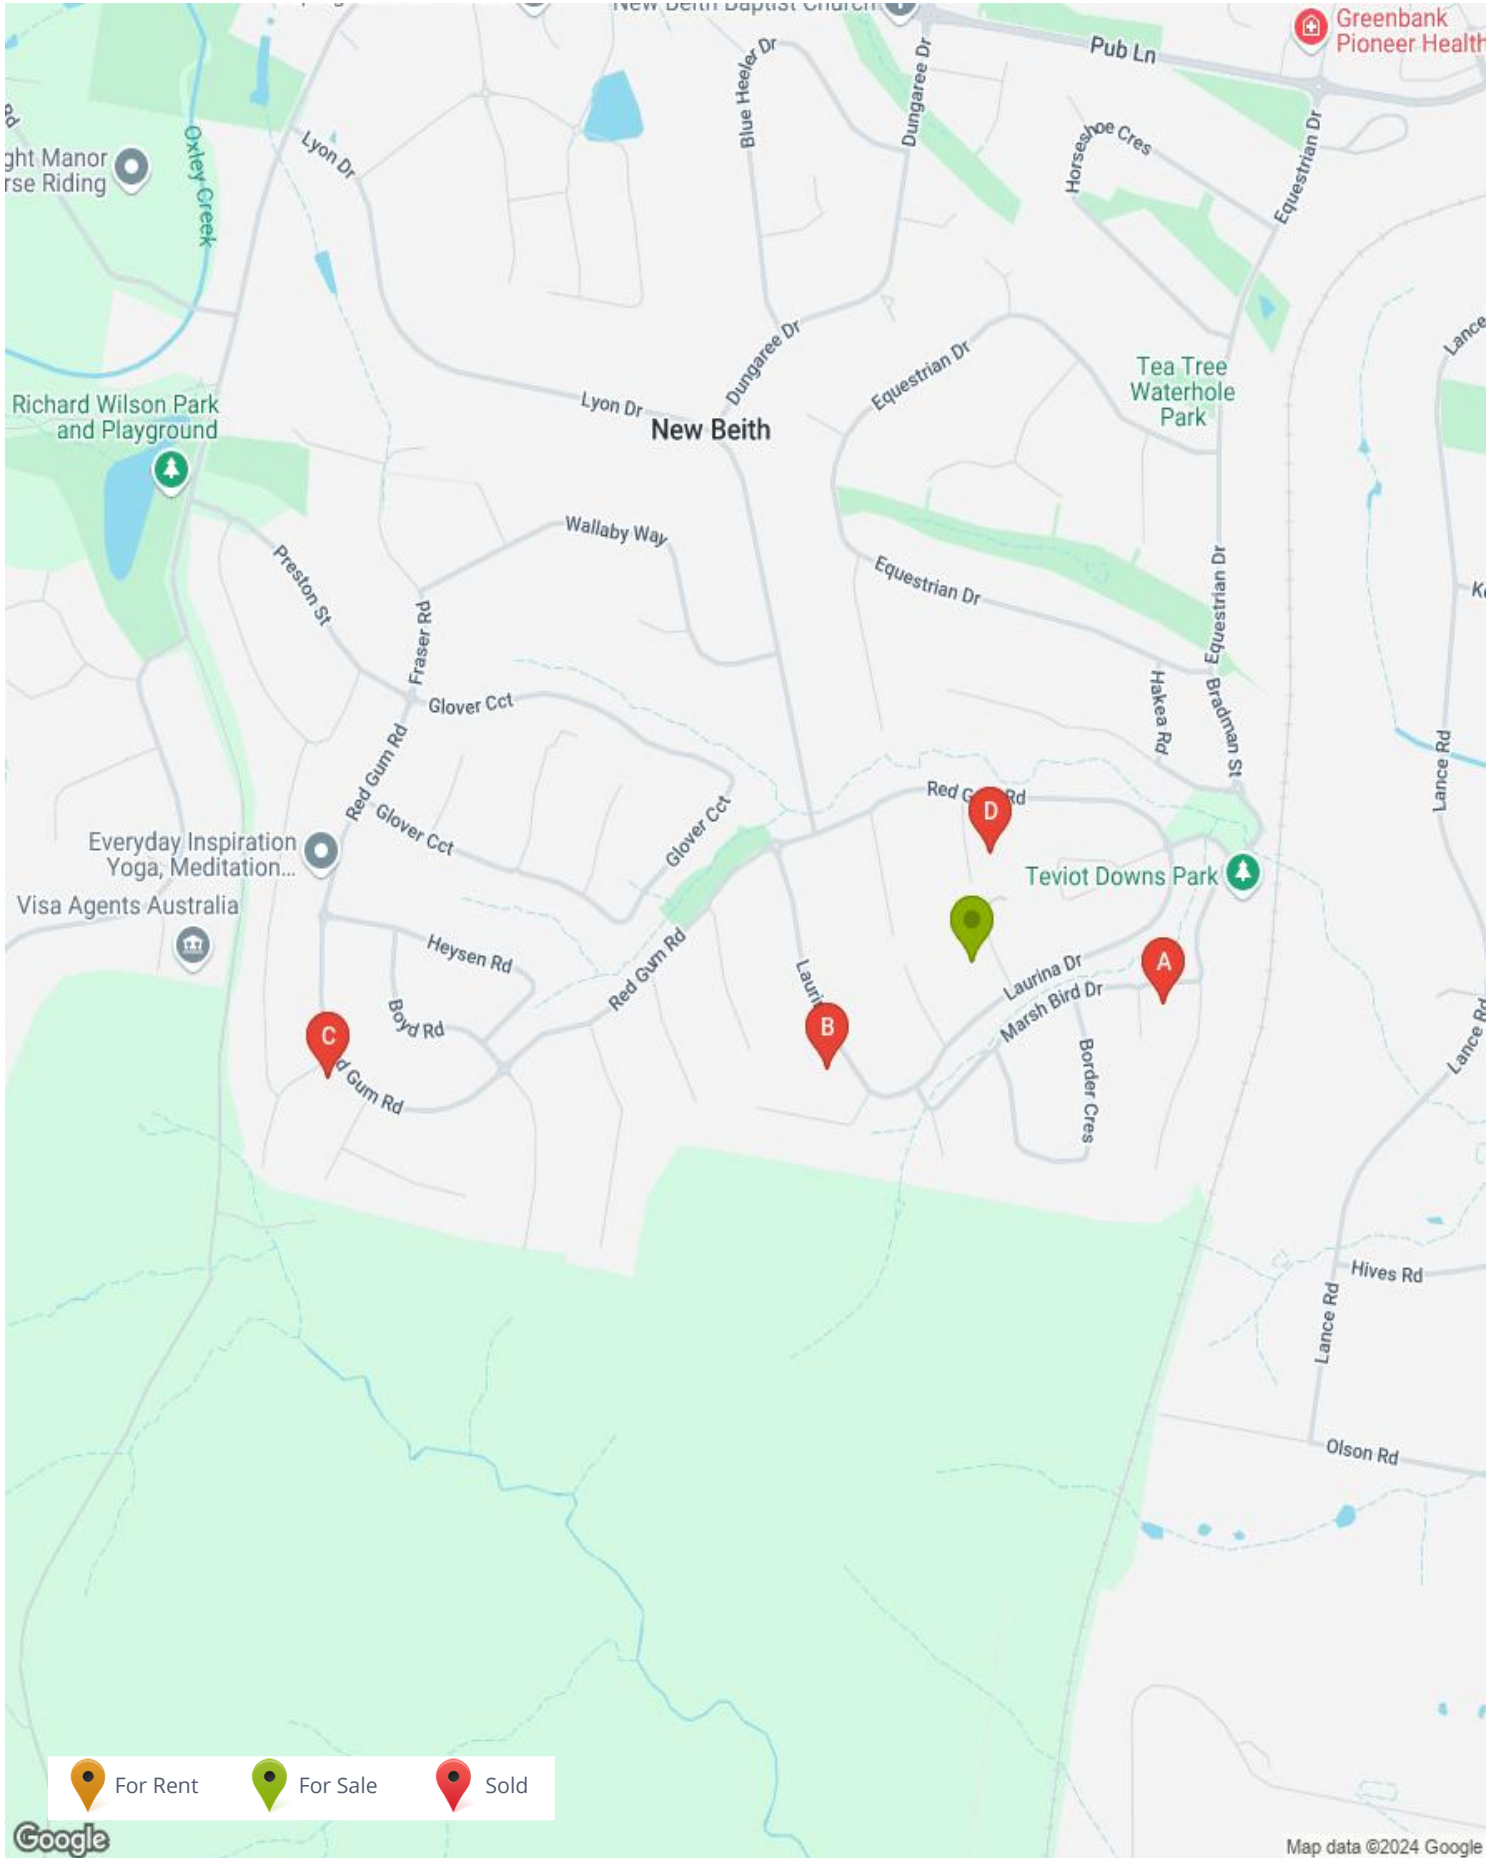 New Beith Baptist Church
Greenbank
Pioneer Health
Pub Ln
Blue Heeler Dr
Dungaree Dr
Horseshoe Cres
Equestrian Dr
Rd
Lyon Dr
Oxley Creek
ght Manor
rse Riding
Lance
Dungaree Dr
Equestrian Dr
Tea Tree
Waterhole
Park
Richard Wilson Park
and Playground
Lyon Dr
New Beith
Wallaby Way
Preston St
Equestrian Dr
Equestrian Dr
Fraser Rd
Hakea Rd
Bradman St
Glover Cct
Red Gum Rd
Lance Rd
Red G
Rd
D
Glover Cct
Glover Cct
Everyday Inspiration
Yoga, Meditation...
Teviot Downs Park
Visa Agents Australia
Heysen Rd
Red Gum Rd
Laurina Dr
A
Marsh Bird Dr
Lauri
B
Boyd Rd
C
d Gum Rd
Border Cres
Lance Rd
Hives Rd
Lance Rd
Olson Rd
For Rent
For Sale
Sold
Google
Map data ©2024 Google